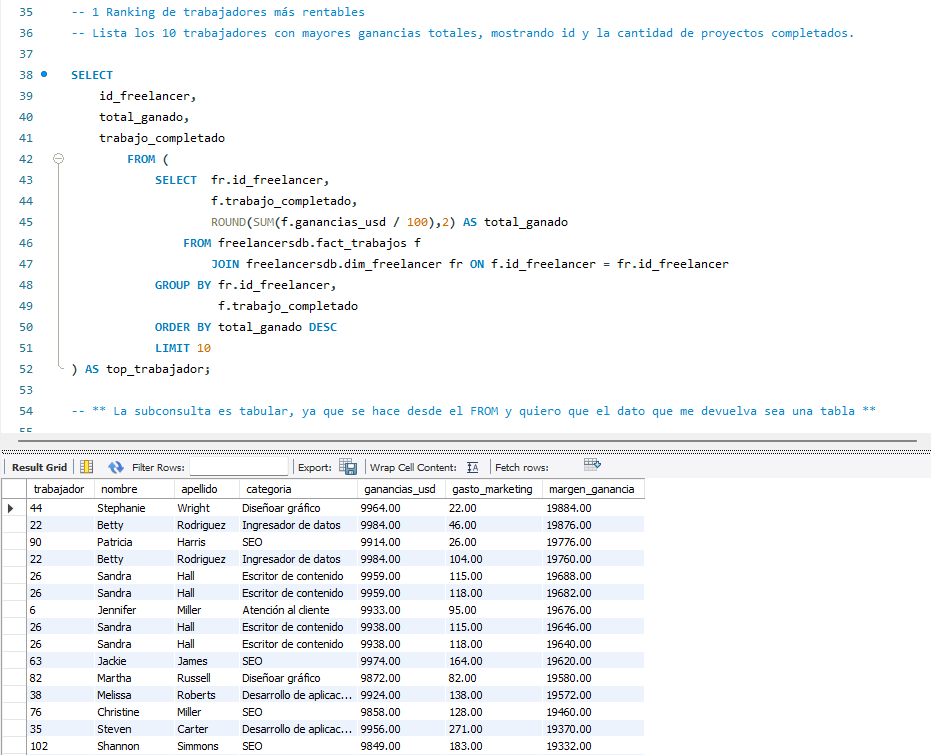 35 -- 1 Ranking de trabajadores más rentables
36 -- Lista los 10 trabajadores con mayores ganancias totales, mostrando id y la cantidad de proyectos completados.
37
38 SELECT
39 id_freelancer,
40 total_ganado,
41 trabajo_completado
42 FROM (
43 SELECT fr.id_freelancer,
44 f.trabajo_completado,
45 ROUND(SUM(f.ganancias_usd / 100),2) AS total_ganado
46 FROM freelancersdb.fact_trabajos f
47 JOIN freelancersdb.dim_freelancer fr ON f.id_freelancer = fr.id_freelancer
48 GROUP BY fr.id_freelancer,
49 f.trabajo_completado
50 ORDER BY total_ganado DESC
51 LIMIT 10
52 ) AS top_trabajador;
53
54 -- ** La subconsulta es tabular, ya que se hace desde el FROM y quiero que el dato que me devuelva sea una tabla **
Result Grid Filter Rows: Export: Wrap Cell Content: IA Fetch rows:
trabajador nombre apellido categoria ganancias_usd gasto_marketing margen_ganancia
44 Stephanie Wright Diseñoar gráfico 9964.00 22.00 19884.00
22 Betty Rodriguez Ingresador de datos 9984.00 46.00 19876.00
90 Patricia Harris SEO 9914.00 26.00 19776.00
22 Betty Rodriguez Ingresador de datos 9984.00 104.00 19760.00
26 Sandra Hall Escritor de contenido 9959.00 115.00 19688.00
26 Sandra Hall Escritor de contenido 9959.00 118.00 19682.00
6 Jennifer Miller Atención al cliente 9933.00 95.00 19676.00
26 Sandra Hall Escritor de contenido 9938.00 115.00 19646.00
26 Sandra Hall Escritor de contenido 9938.00 118.00 19640.00
63 Jackie James SEO 9974.00 164.00 19620.00
82 Martha Russell Diseñoar gráfico 9872.00 82.00 19580.00
38 Melissa Roberts Desarrollo de aplicac... 9924.00 138.00 19572.00
76 Christine Miller SEO 9858.00 128.00 19460.00
35 Steven Carter Desarrollo de aplicac... 9956.00 271.00 19370.00
102 Shannon Simmons SEO 9849.00 183.00 19332.00